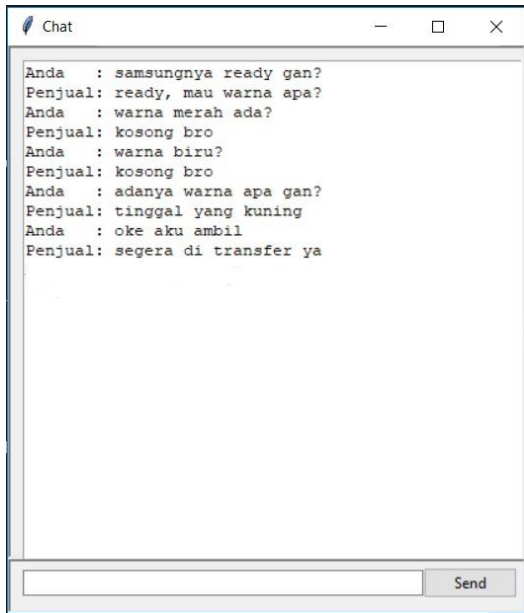 Chat
Anda   : samsungnya ready gan?
Penjual: ready, mau warna apa?
Anda   : warna merah ada?
Penjual: kosong bro
Anda   : warna biru?
Penjual: kosong bro
Anda   : adanya warna apa gan?
Penjual: tinggal yang kuning
Anda   : oke aku ambil
Penjual: segera di transfer ya
Send